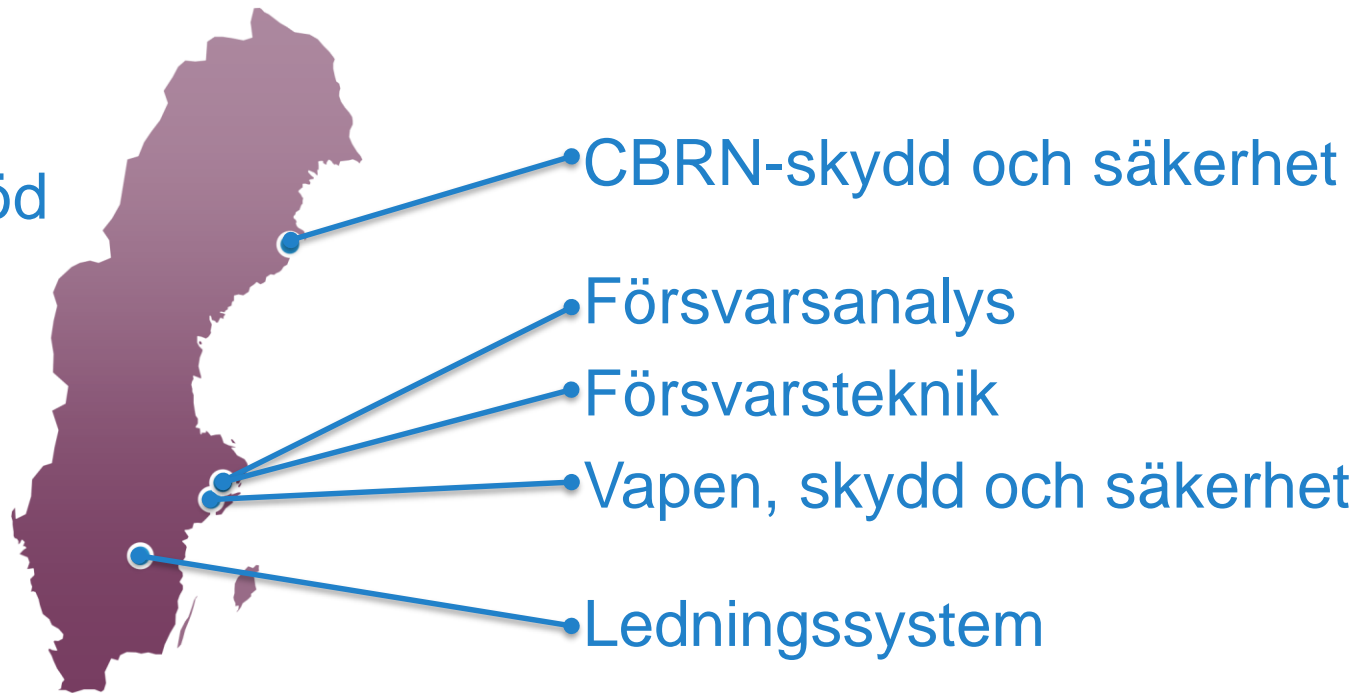 CBRN-skydd och säkerhet
Försvarsanalys
Försvarsteknik
Vapen, skydd och säkerhet
Ledningssystem